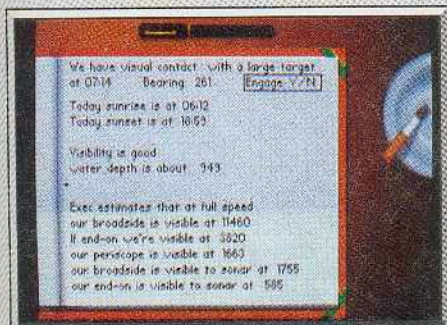 We have visual contact with a large target
at 07:14 Bearing 261 Engage Y/N
Today sunrise is at 06:12
Today sunset is at 18:59
Visibility is good
water depth is about 949
Exec estimates that at full speed
our broadside is visible at 11460
If end-on we're visible at 3820
our periscope is visible at 1663
our broadside is visible to sonar at 1755
our end-on is visible to sonar at 585